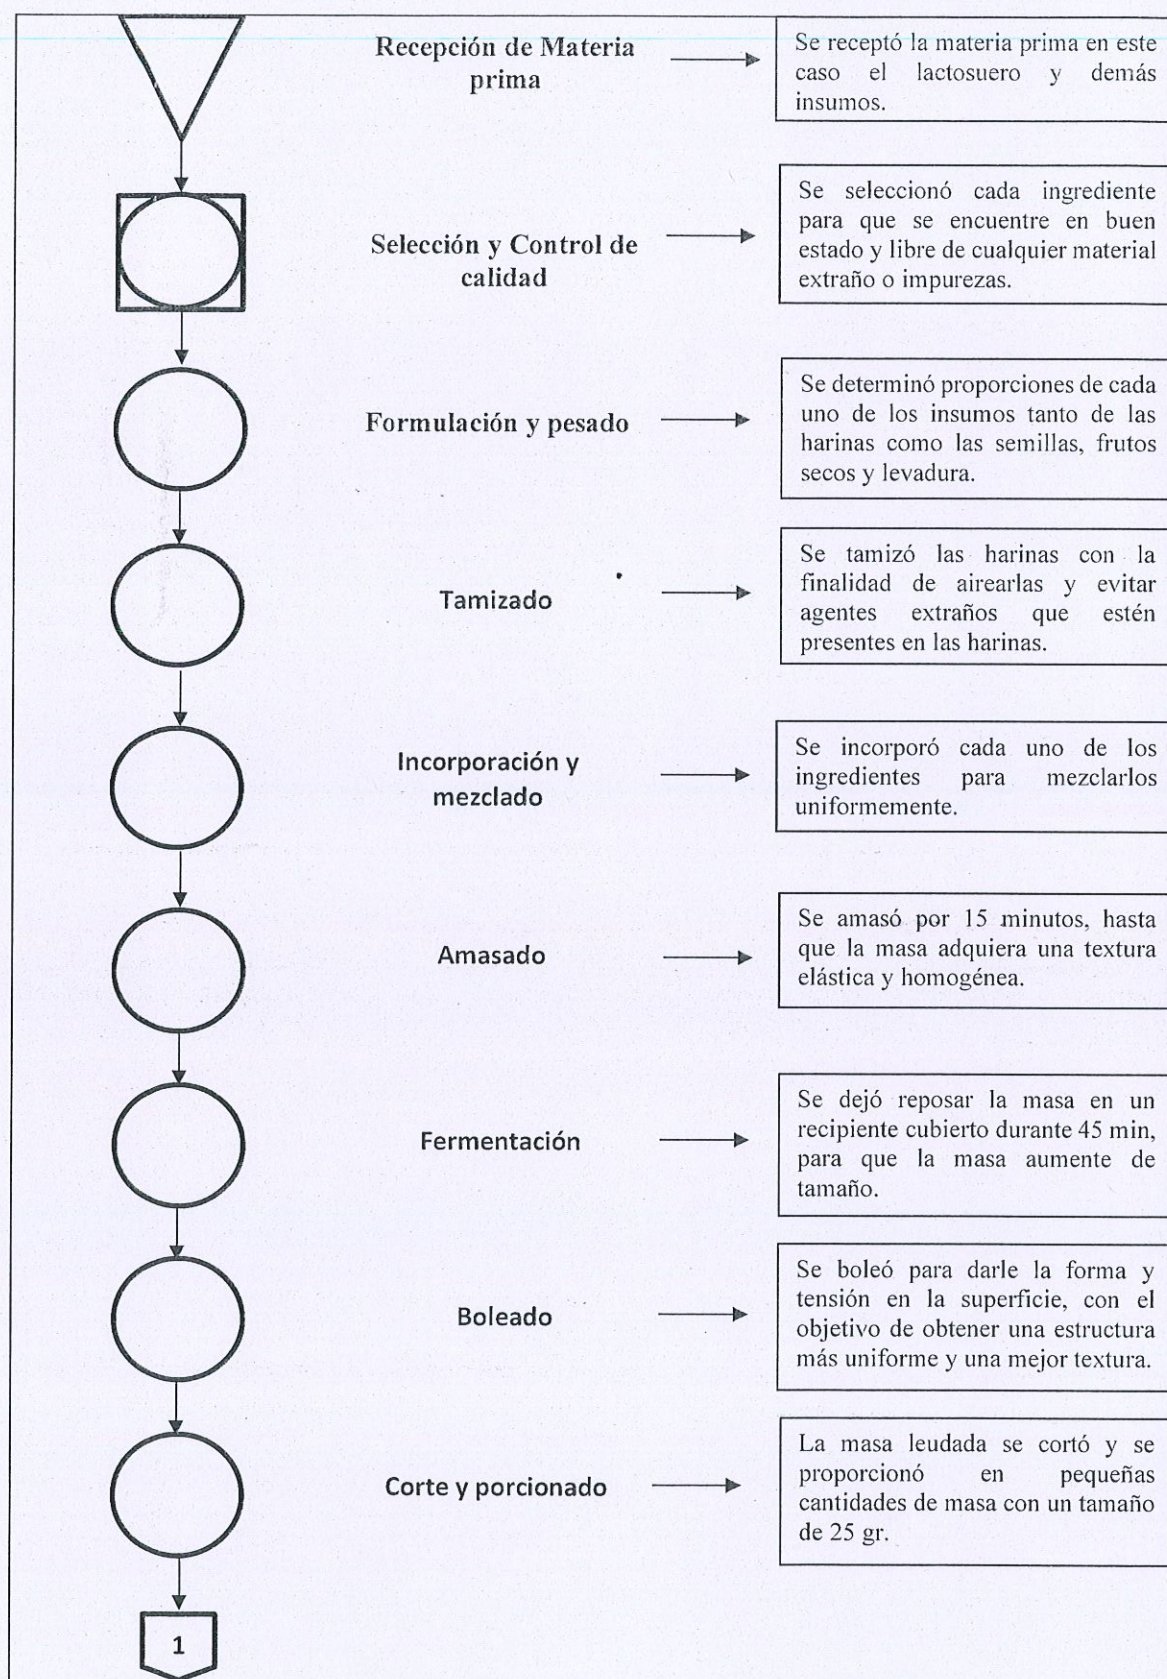 Recepción de Materia
prima
Se receptó la materia prima en este
caso el lactosuero y demás
insumos.
Selección y Control de
calidad
Se seleccionó cada ingrediente
para que se encuentre en buen
estado y libre de cualquier material
extraño o impurezas.
Formulación y pesado
Se determinó proporciones de cada
uno de los insumos tanto de las
harinas como las semillas, frutos
secos y levadura.
Tamizado
Se tamizó las harinas con la
finalidad de airearlas y evitar
agentes extraños que estén
presentes en las harinas.
Incorporación y
mezclado
Se incorporó cada uno de los
ingredientes para mezclarlos
uniformemente.
Amasado
Se amasó por 15 minutos, hasta
que la masa adquiera una textura
elástica y homogénea.
Fermentación
Se dejó reposar la masa en un
recipiente cubierto durante 45 min,
para que la masa aumente de
tamaño.
Boleado
Se boleó para darle la forma y
tensión en la superficie, con el
objetivo de obtener una estructura
más uniforme y una mejor textura.
Corte y porcionado
La masa leudada se cortó y se
proporcionó en pequeñas
cantidades de masa con un tamaño
de 25 gr.
1